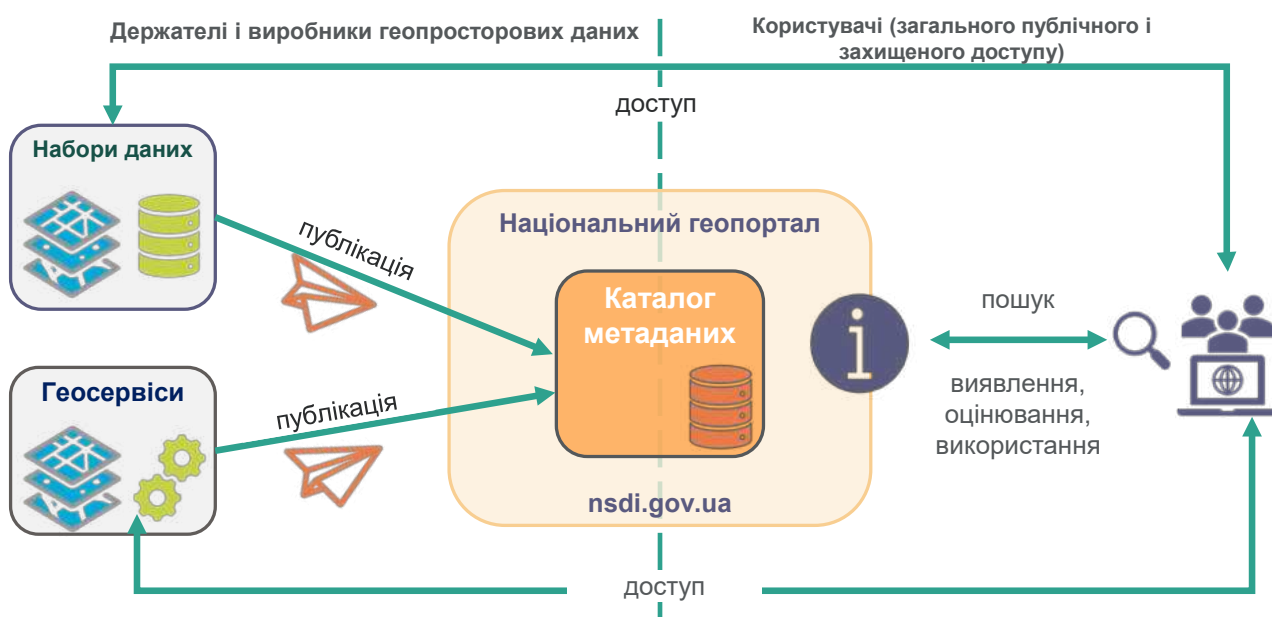 Держателі і виробники геопросторових даних
Користувачі (загального публічного і
захищеного доступу)
доступ
Набори даних
публікація
Національний геопортал
Каталог
метаданих
пошук
виявлення,
оцінювання,
використання
Геосервіси
публікація
nsdi.gov.ua
доступ